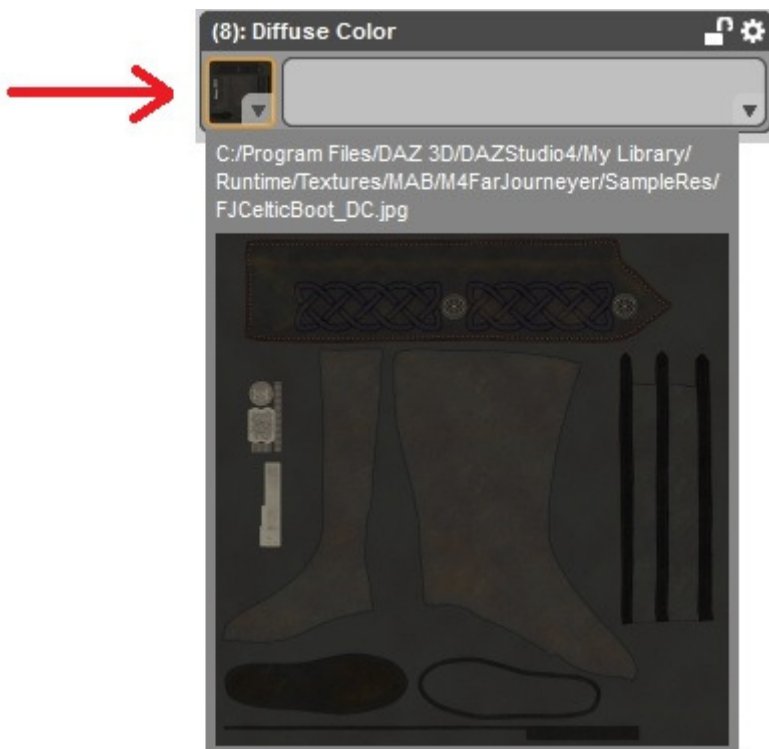 (8): Diffuse Color
C:/Program Files/DAZ 3D/DAZStudio4/My Library/
Runtime/Textures/MAB/M4FarJourneyer/SampleRes/
FJCelticBoot_DC.jpg